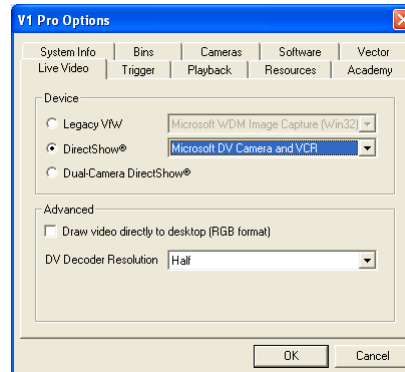 V1 Pro Options
System Info Bins Cameras Software Vector
Live Video Trigger Playback Resources Academy
Device
Legacy VfW Microsoft WDM Image Capture (Win32)
DirectShow® Microsoft DV Camera and VCR
Dual-Camera DirectShow®
Advanced
Draw video directly to desktop (RGB format)
DV Decoder Resolution Half
OK Cancel